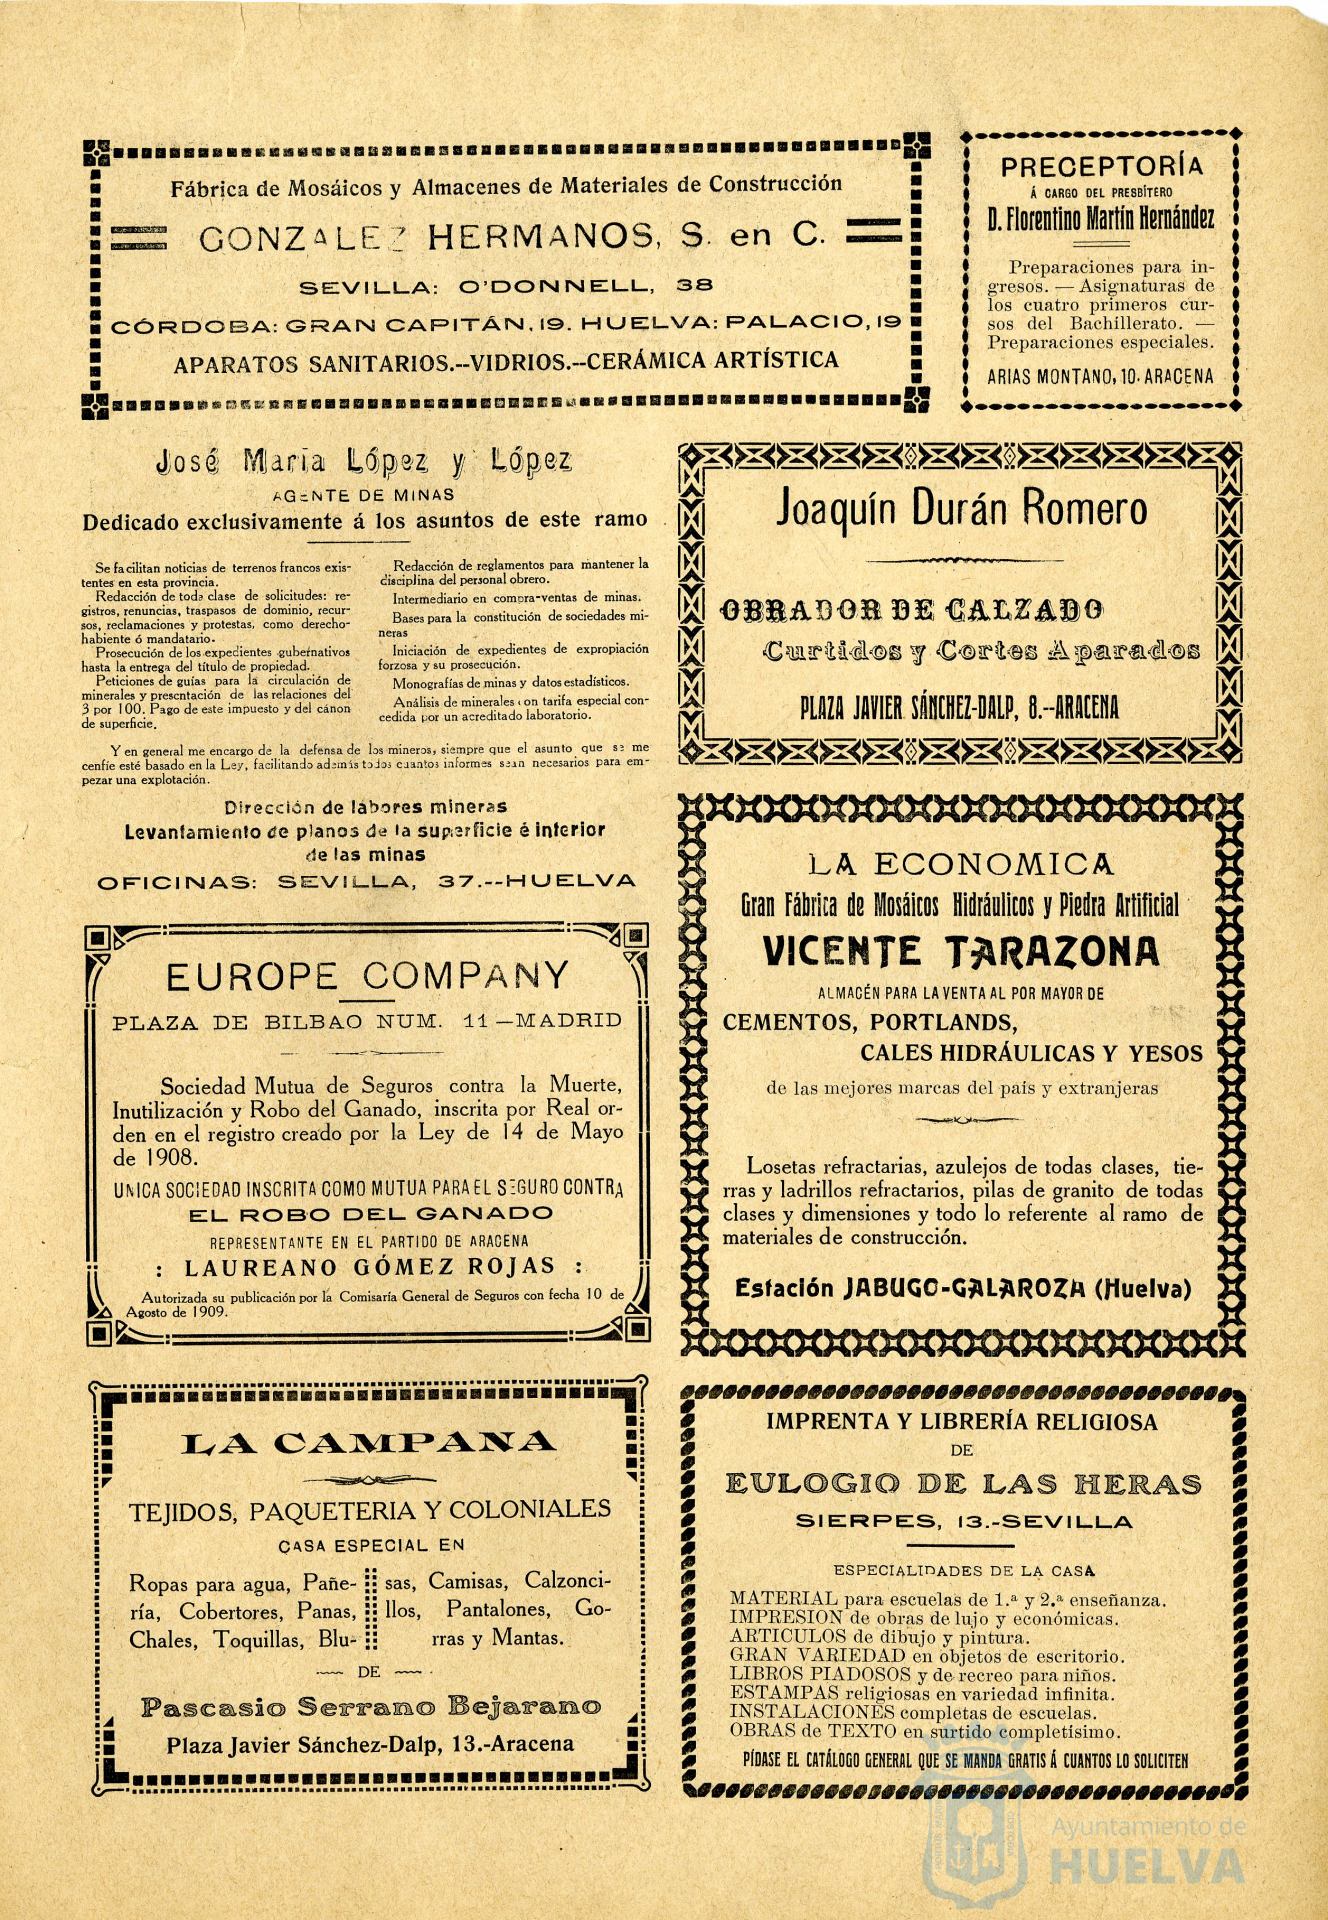 Fábrica de Mosáicos y Almacenes de Materiales de Construcción
GONZALEZ HERMANOS, S. en C.
SEVILLA: O'DONNELL, 38
CÓRDOBA: GRAN CAPITÁN, 19. HUELVA: PALACIO, 19
APARATOS SANITARIOS.--VIDRIOS.--CERÁMICA ARTÍSTICA
PRECEPTORÍA
Á CARGO DEL PRESBÍTERO
D. Florentino Martín Hernández
Preparaciones para in-
gresos. — Asignaturas de
los cuatro primeros cur-
sos del Bachillerato. —
Preparaciones especiales.
ARIAS MONTANO, 10. ARACENA
José María López y López
AGENTE DE MINAS
Dedicado exclusivamente á los asuntos de este ramo
Se facilitan noticias de terrenos francos exis-
tentes en esta provincia.
Redacción de toda clase de solicitudes: re-
gistros, renuncias, traspasos de dominio, recur-
sos, reclamaciones y protestas, como derecho-
habiente ó mandatario.
Prosecución de los expedientes gubernativos
hasta la entrega del título de propiedad.
Peticiones de guías para la circulación de
minerales y presentación de las relaciones del
3 por 100. Pago de este impuesto y del cánon
de superficie.
Redacción de reglamentos para mantener la
disciplina del personal obrero.
Intermediario en compra-ventas de minas.
Bases para la constitución de sociedades mi-
neras
Iniciación de expedientes de expropiación
forzosa y su prosecución.
Monografías de minas y datos estadísticos.
Análisis de minerales con tarifa especial con-
cedida por un acreditado laboratorio.
Y en general me encargo de la defensa de los mineros, siempre que el asunto que se me
cenfíe esté basado en la Ley, facilitando además todos cuantos informes sean necesarios para em-
pezar una explotación.
Dirección de labores mineras
Levantamiento de planos de la superficie é interior
de las minas
OFICINAS: SEVILLA, 37.--HUELVA
Joaquín Durán Romero
OBRADOR DE CALZADO
Curtidos y Cortes Aparados
PLAZA JAVIER SÁNCHEZ-DALP, 8.--ARACENA
LA ECONOMICA
Gran Fábrica de Mosáicos Hidráulicos y Piedra Artificial
VICENTE TARAZONA
ALMACÉN PARA LA VENTA AL POR MAYOR DE
CEMENTOS, PORTLANDS,
CALES HIDRÁULICAS Y YESOS
de las mejores marcas del país y extranjeras
Losetas refractarias, azulejos de todas clases, tie-
rras y ladrillos refractarios, pilas de granito de todas
clases y dimensiones y todo lo referente al ramo de
materiales de construcción.
Estación JABUGO-GALAROZA (Huelva)
EUROPE COMPANY
PLAZA DE BILBAO NUM. 11—MADRID
Sociedad Mutua de Seguros contra la Muerte,
Inutilización y Robo del Ganado, inscrita por Real or-
den en el registro creado por la Ley de 14 de Mayo
de 1908.
UNICA SOCIEDAD INSCRITA COMO MUTUA PARA EL SEGURO CONTRA
EL ROBO DEL GANADO
REPRESENTANTE EN EL PARTIDO DE ARACENA
: LAUREANO GÓMEZ ROJAS :
Autorizada su publicación por la Comisaría General de Seguros con fecha 10 de
Agosto de 1909.
LA CAMPANA
TEJIDOS, PAQUETERIA Y COLONIALES
CASA ESPECIAL EN
Ropas para agua, Pañe-
ría, Cobertores, Panas,
Chales, Toquillas, Blu-
sas, Camisas, Calzonci-
llos, Pantalones, Go-
rras y Mantas.
DE
Pascasio Serrano Bejarano
Plaza Javier Sánchez-Dalp, 13.-Aracena
IMPRENTA Y LIBRERÍA RELIGIOSA
DE
EULOGIO DE LAS HERAS
SIERPES, 13.-SEVILLA
ESPECIALIDADES DE LA CASA
MATERIAL para escuelas de 1.ª y 2.ª enseñanza.
IMPRESION de obras de lujo y económicas.
ARTICULOS de dibujo y pintura.
GRAN VARIEDAD en objetos de escritorio.
LIBROS PIADOSOS y de recreo para niños.
ESTAMPAS religiosas en variedad infinita.
INSTALACIONES completas de escuelas.
OBRAS de TEXTO en surtido completísimo.
PÍDASE EL CATÁLOGO GENERAL QUE SE MANDA GRATIS Á CUANTOS LO SOLICITEN
Ayuntamiento de
HUELVA